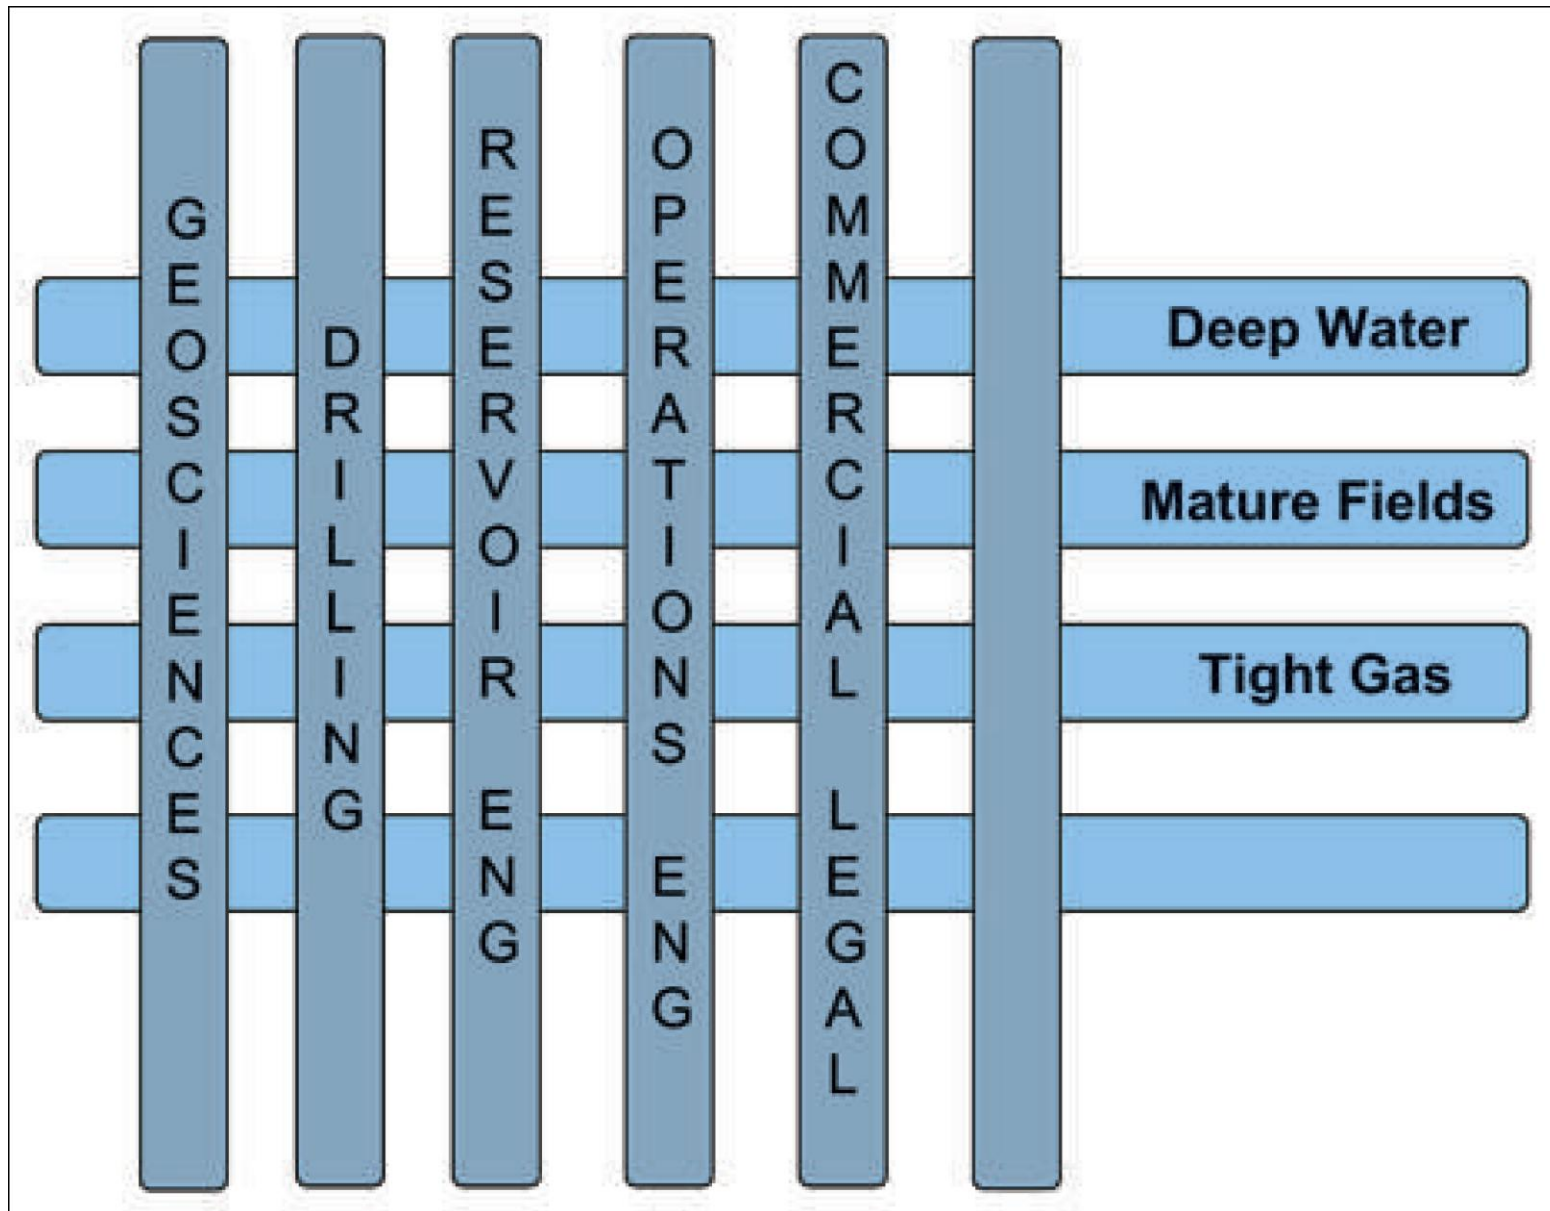 GEOSCIENCES
DRILLING
RESERVOIR ENG
OPERATIONS ENG
COMMERCIAL LEGAL
Deep Water
Mature Fields
Tight Gas